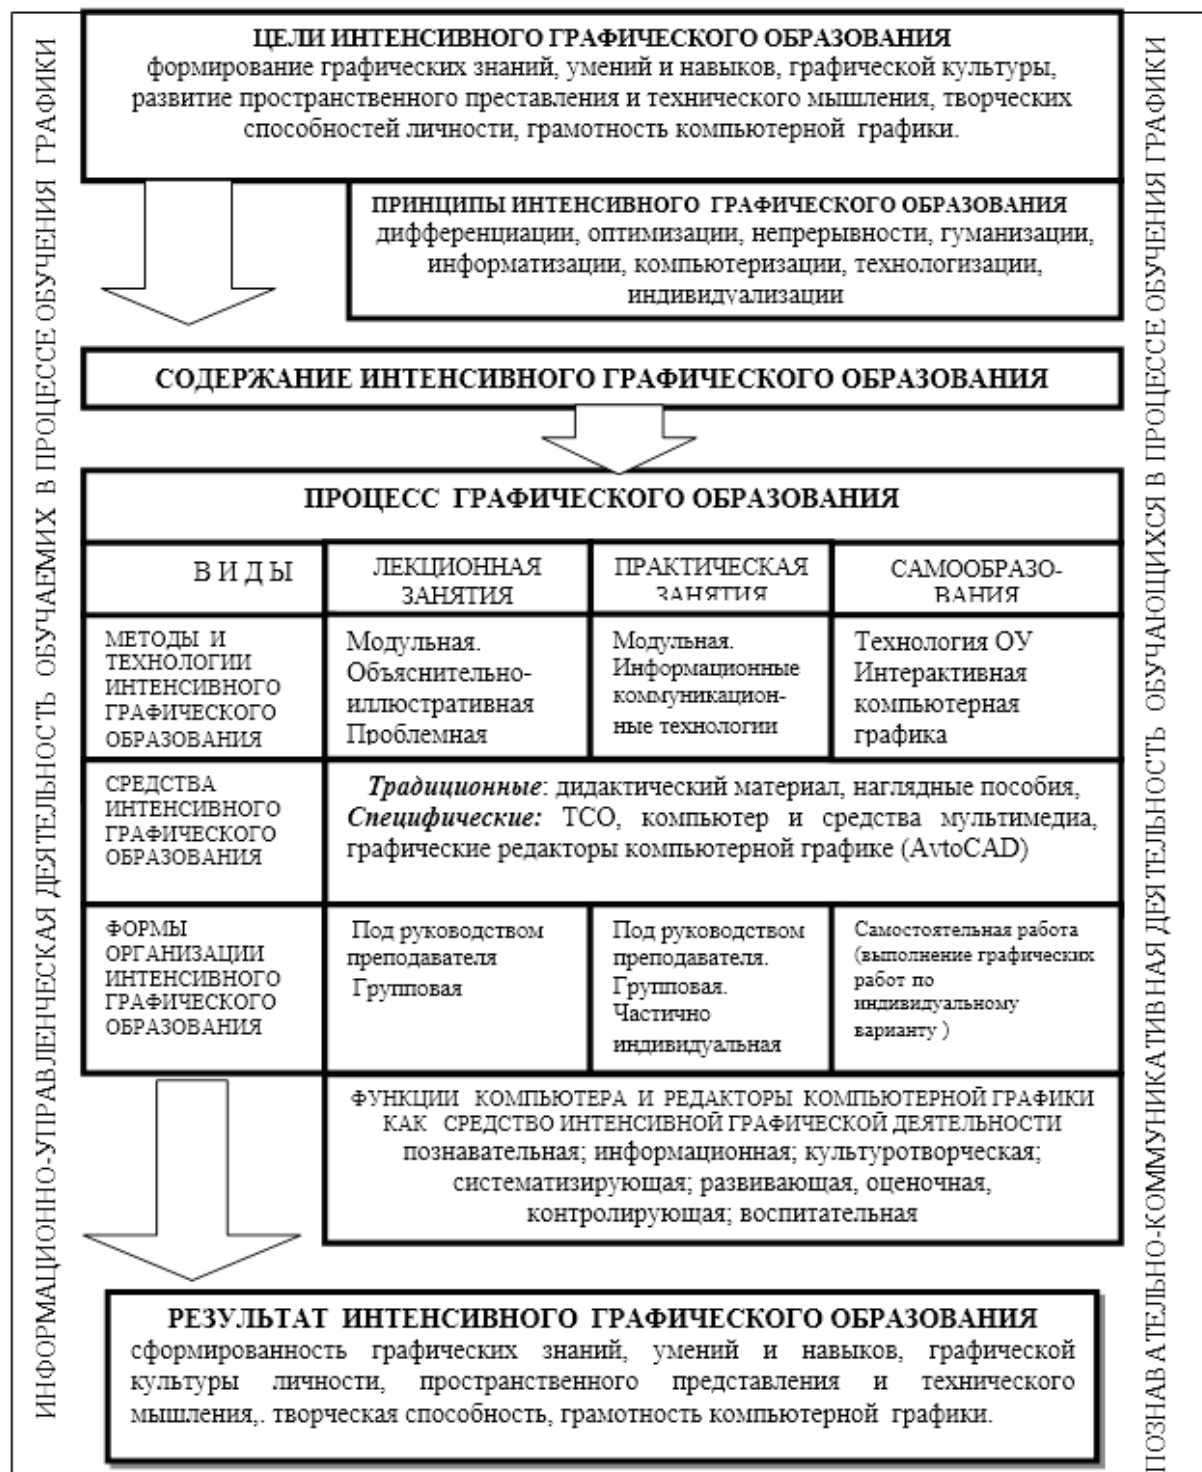 ИНФОРМАЦИОННО-УПРАВЛЕНЧЕСКАЯ ДЕЯТЕЛЬНОСТЬ ОБУЧАЕМИХ В ПРОЦЕССЕ ОБУЧЕНИЯ ГРАФИКИ
ЦЕЛИ ИНТЕНСИВНОГО ГРАФИЧЕСКОГО ОБРАЗОВАНИЯ
формирование графических знаний, умений и навыков, графической культуры,
развитие пространственного преставления и технического мышления, творческих
способностей личности, грамотность компьютерной графики.
ПРИНЦИПЫ ИНТЕНСИВНОГО ГРАФИЧЕСКОГО ОБРАЗОВАНИЯ
дифференциации, оптимизации, непрерывности, гуманизации,
информатизации, компьютеризации, технологизации,
индивидуализации
СОДЕРЖАНИЕ ИНТЕНСИВНОГО ГРАФИЧЕСКОГО ОБРАЗОВАНИЯ
ПРОЦЕСС ГРАФИЧЕСКОГО ОБРАЗОВАНИЯ
В И Д Ы
ЛЕКЦИОННАЯ
ЗАНЯТИЯ
ПРАКТИЧЕСКАЯ
ЗАНЯТИЯ
САМООБРАЗО-
ВАНИЯ
МЕТОДЫ И
ТЕХНОЛОГИИ
ИНТЕНСИВНОГО
ГРАФИЧЕСКОГО
ОБРАЗОВАНИЯ
Модульная.
Объяснительно-
иллюстративная
Проблемная
Модульная.
Информационные
коммуникацион-
ные технологии
Технология ОУ
Интерактивная
компьютерная
графика
СРЕДСТВА
ИНТЕНСИВНОГО
ГРАФИЧЕСКОГО
ОБРАЗОВАНИЯ
Традиционные: дидактический материал, наглядные пособия,
Специфические: ТСО, компьютер и средства мультимедиа,
графические редакторы компьютерной графике (AvtoCAD)
ФОРМЫ
ОРГАНИЗАЦИИ
ИНТЕНСИВНОГО
ГРАФИЧЕСКОГО
ОБРАЗОВАНИЯ
Под руководством
преподавателя
Групповая
Под руководством
преподавателя.
Групповая.
Частично
индивидуальная
Самостоятельная работа
(выполнение графических
работ по
индивидуальному
варианту )
ФУНКЦИИ КОМПЬЮТЕРА И РЕДАКТОРЫ КОМПЬЮТЕРНОЙ ГРАФИКИ
КАК СРЕДСТВО ИНТЕНСИВНОЙ ГРАФИЧЕСКОЙ ДЕЯТЕЛЬНОСТИ
познавательная; информационная; культуротворческая;
систематизирующая; развивающая, оценочная,
контролирующая; воспитательная
РЕЗУЛЬТАТ ИНТЕНСИВНОГО ГРАФИЧЕСКОГО ОБРАЗОВАНИЯ
сформированность графических знаний, умений и навыков, графической
культуры личности, пространственного представления и технического
мышления,. творческая способность, грамотность компьютерной графики.
ПОЗНАВАТЕЛЬНО-КОММУНИКАТИВНАЯ ДЕЯТЕЛЬНОСТЬ ОБУЧАЮЩИХСЯ В ПРОЦЕССЕ ОБУЧЕНИЯ ГРАФИКИ